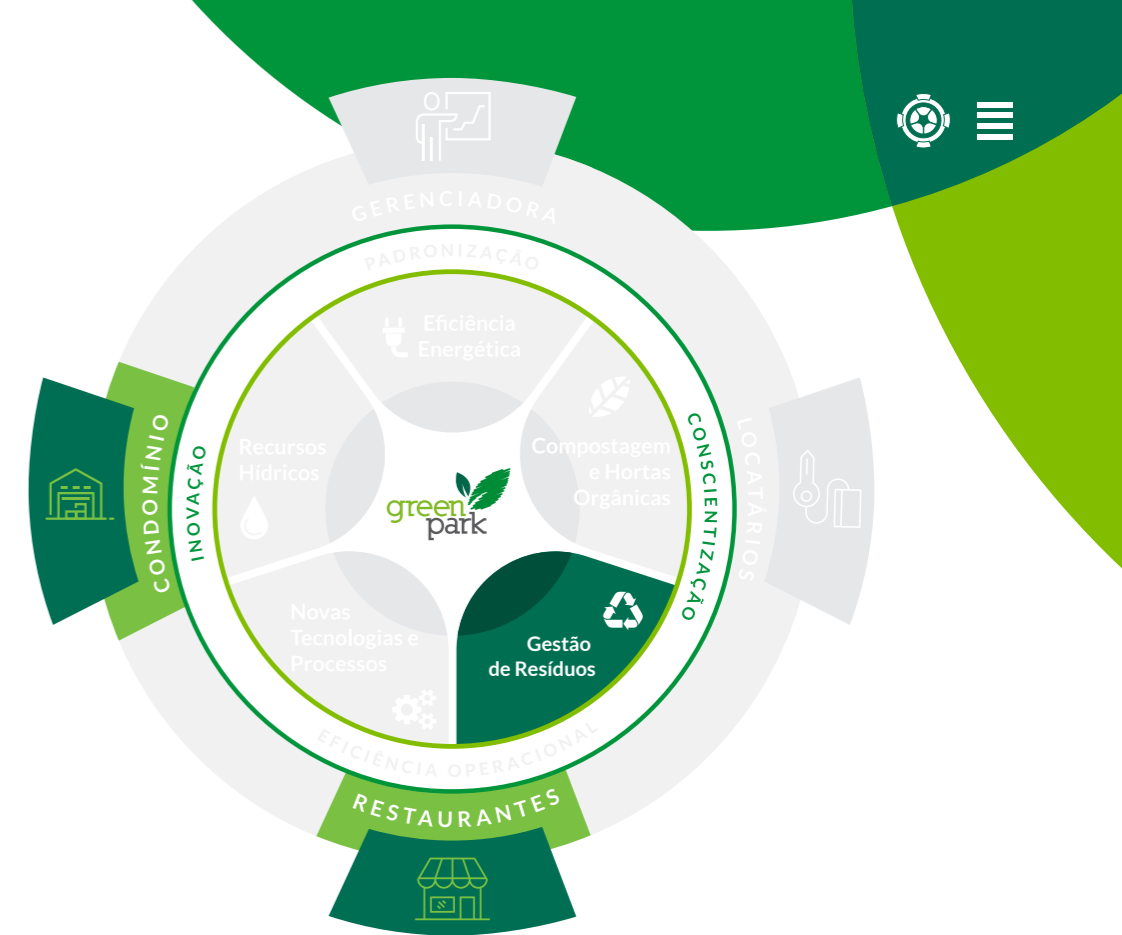 GERENCIADORA
PADRONIZAÇÃO
Eficiência
Energética
Recursos
Hídricos
Compostagem
e Hortas
Orgânicas
CONDOMÍNIO
INOVAÇÃO
green
park
CONSCIENTIZAÇÃO
LOCATÁRIOS
Novas
Tecnologias e
Processos
Gestão
de Resíduos
EFICIÊNCIA OPERACIONAL
RESTAURANTES